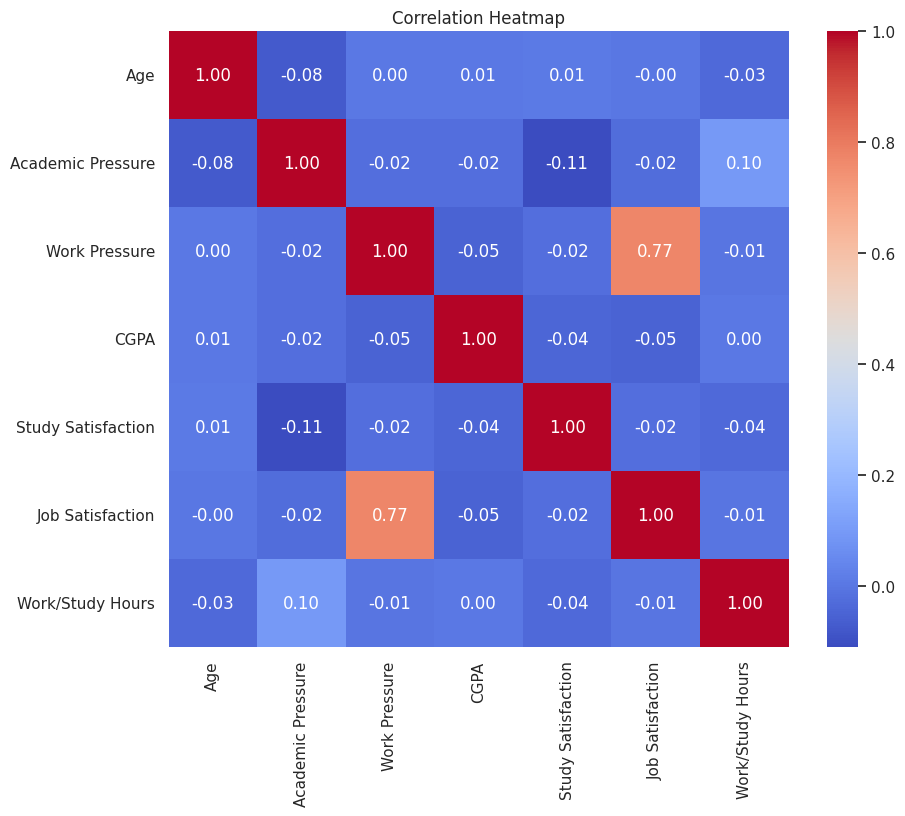 Correlation Heatmap
Age 1.00 -0.08 0.00 0.01 0.01 -0.00 -0.03
Academic Pressure -0.08 1.00 -0.02 -0.02 -0.11 -0.02 0.10
Work Pressure 0.00 -0.02 1.00 -0.05 -0.02 0.77 -0.01
CGPA 0.01 -0.02 -0.05 1.00 -0.04 -0.05 0.00
Study Satisfaction 0.01 -0.11 -0.02 -0.04 1.00 -0.02 -0.04
Job Satisfaction -0.00 -0.02 0.77 -0.05 -0.02 1.00 -0.01
Work/Study Hours -0.03 0.10 -0.01 0.00 -0.04 -0.01 1.00
Age
Academic Pressure
Work Pressure
CGPA
Study Satisfaction
Job Satisfaction
Work/Study Hours
1.0
0.8
0.6
0.4
0.2
0.0